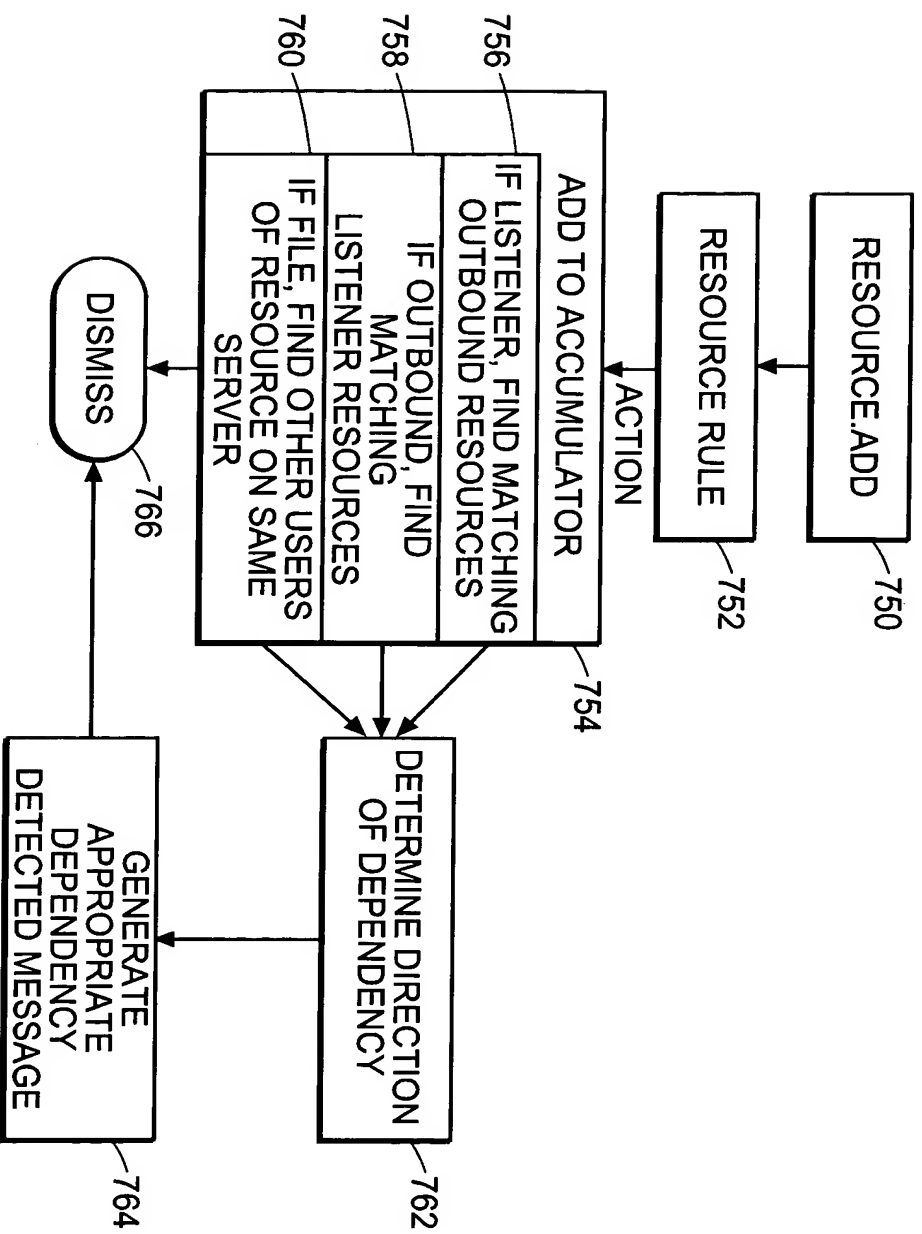 RESOURCE.ADD
750
RESOURCE RULE
752
ACTION
ADD TO ACCUMULATOR
754
756
IF LISTENER, FIND MATCHING
OUTBOUND RESOURCES
758
IF OUTBOUND, FIND
MATCHING
LISTENER RESOURCES
760
IF FILE, FIND OTHER USERS
OF RESOURCE ON SAME
SERVER
DETERMINE DIRECTION
OF DEPENDENCY
762
GENERATE
APPROPRIATE
DEPENDENCY
DETECTED MESSAGE
764
DISMISS
766